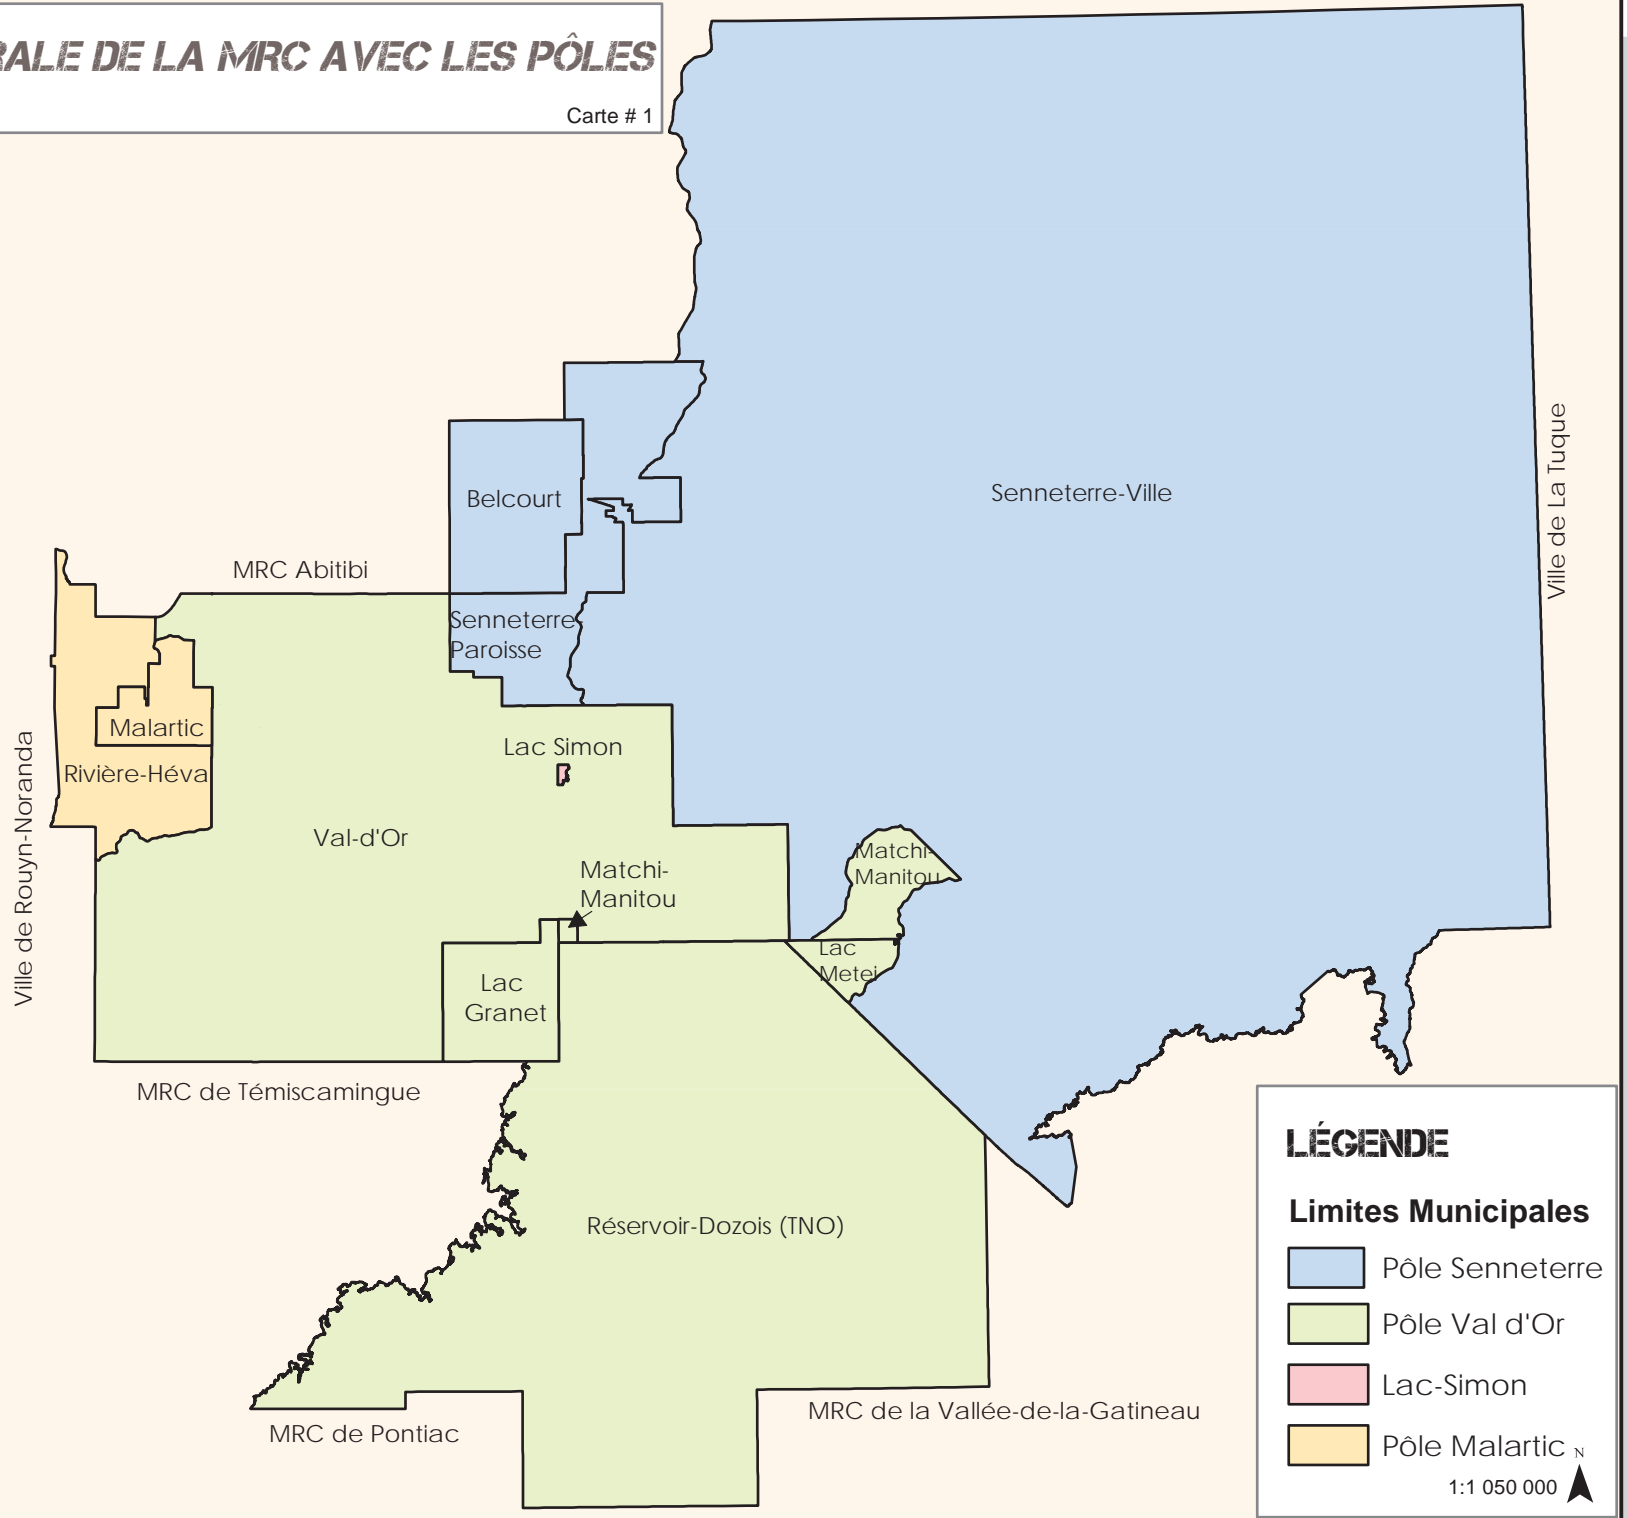 RALE DE LA MRC AVEC LES PÔLES
Carte # 1
Senneterre-Ville
Ville de La Tuque
Belcourt
MRC Abitibi
Senneterre
Paroisse
Malartic
Rivière-Héva
Ville de Rouyn-Noranda
Lac Simon
Val-d'Or
Matchi-
Manitou
Matchi-
Manitou
Lac
Metei
Lac
Granet
MRC de Témiscamingue
Réservoir-Dozois (TNO)
MRC de Pontiac
MRC de la Vallée-de-la-Gatineau
LÉGENDE
Limites Municipales
Pôle Senneterre
Pôle Val d'Or
Lac-Simon
Pôle Malartic
N
1:1 050 000